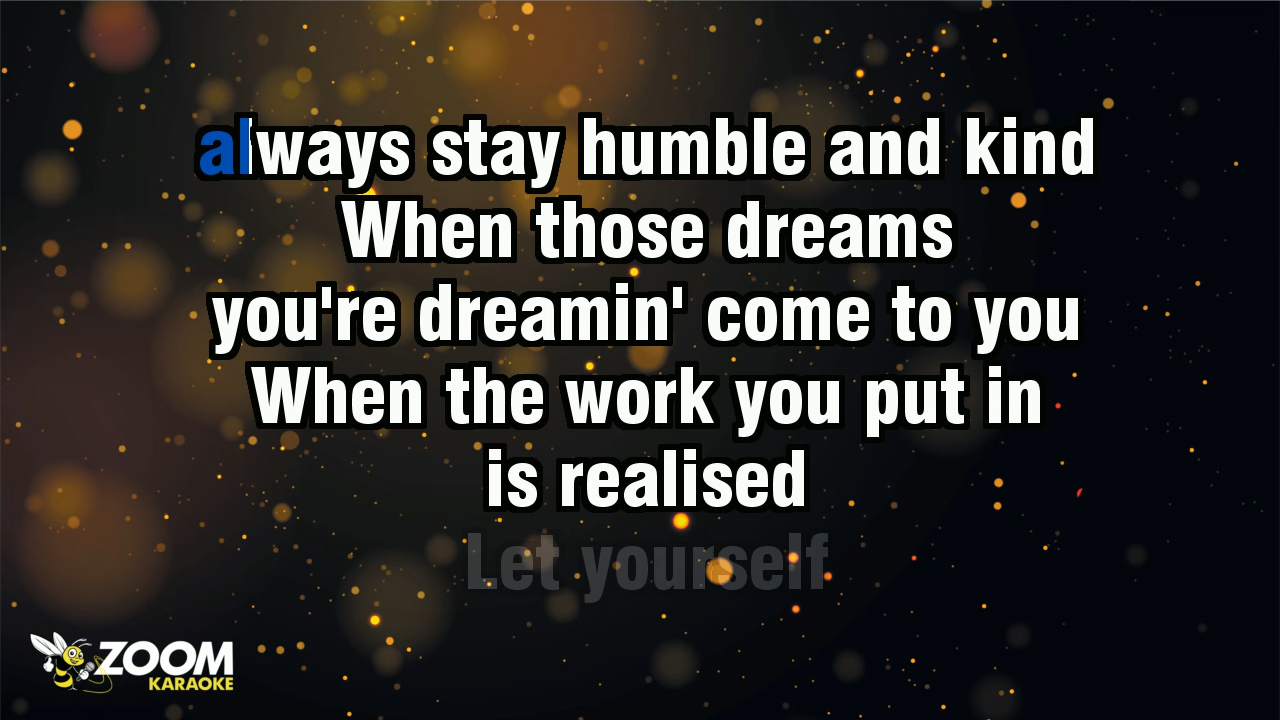 always stay humble and kind
When those dreams
you're dreamin' come to you
When the work you put in
is realised
Let yourself
ZOOM
KARAOKE